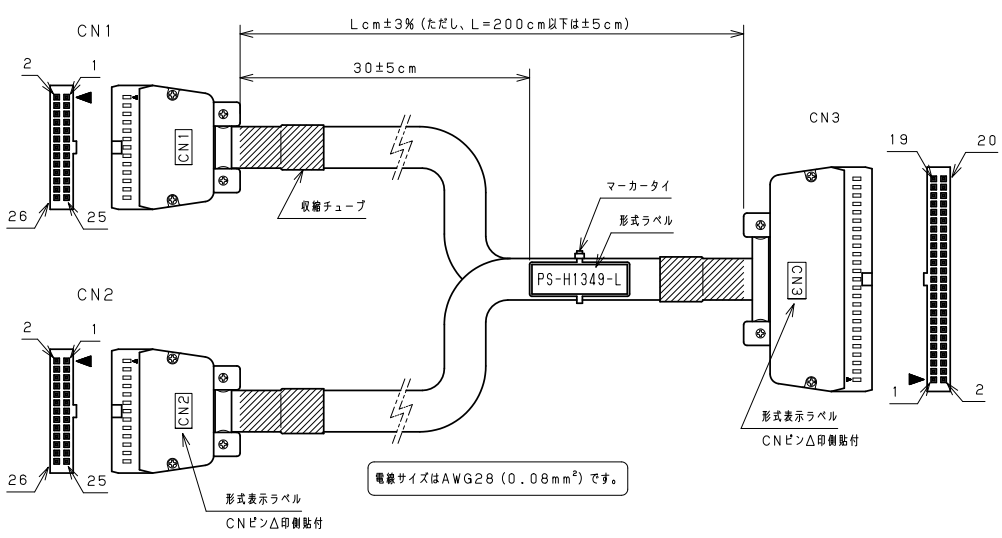 CN1
Lcm±3% (ただし、L=200cm以下は±5cm)
30±5cm
2
1
CN1
26
25
収縮チューブ
マーカータイ
形式ラベル
PS-H1349-L
CN3
19
20
CN3
1
2
形式表示ラベル
CNピン△印側貼付
CN2
2
1
CN2
26
25
形式表示ラベル
CNピン△印側貼付
電線サイズはAWG28 (0.08mm²) です。